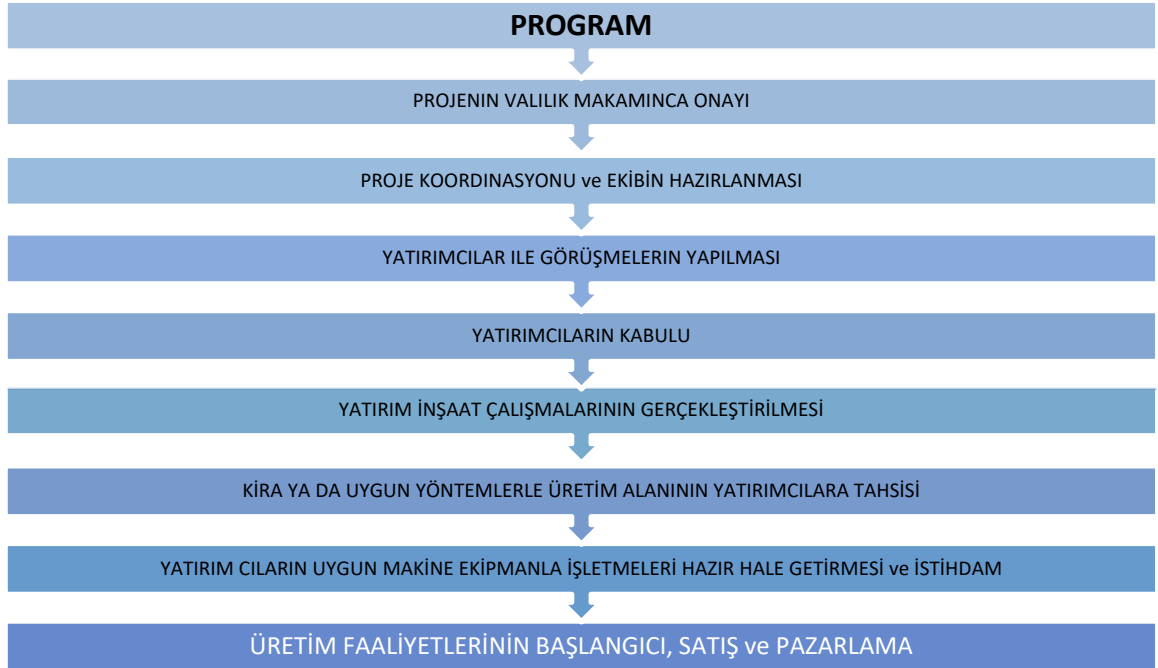 PROGRAM
PROJENIN VALILIK MAKAMINCA ONAYI
PROJE KOORDINASYONU ve EKIBIN HAZIRLANMASI
YATIRIMCILAR ILE GÖRÜŞMELERIN YAPILMASI
YATIRIMCILARIN KABULU
YATIRIM İNŞAAT ÇALIŞMALARININ GERÇEKLEŞTİRİLMESİ
KİRA YA DA UYGUN YÖNTEMLERLE ÜRETİM ALANININ YATIRIMCILARA TAHSİSİ
YATIRIM CILARIN UYGUN MAKİNE EKİPMANLA İŞLETMELERİ HAZIR HALE GETİRMESİ ve İSTİHDAM
ÜRETİM FAALİYETLERİNİN BAŞLANGICI, SATIŞ ve PAZARLAMA